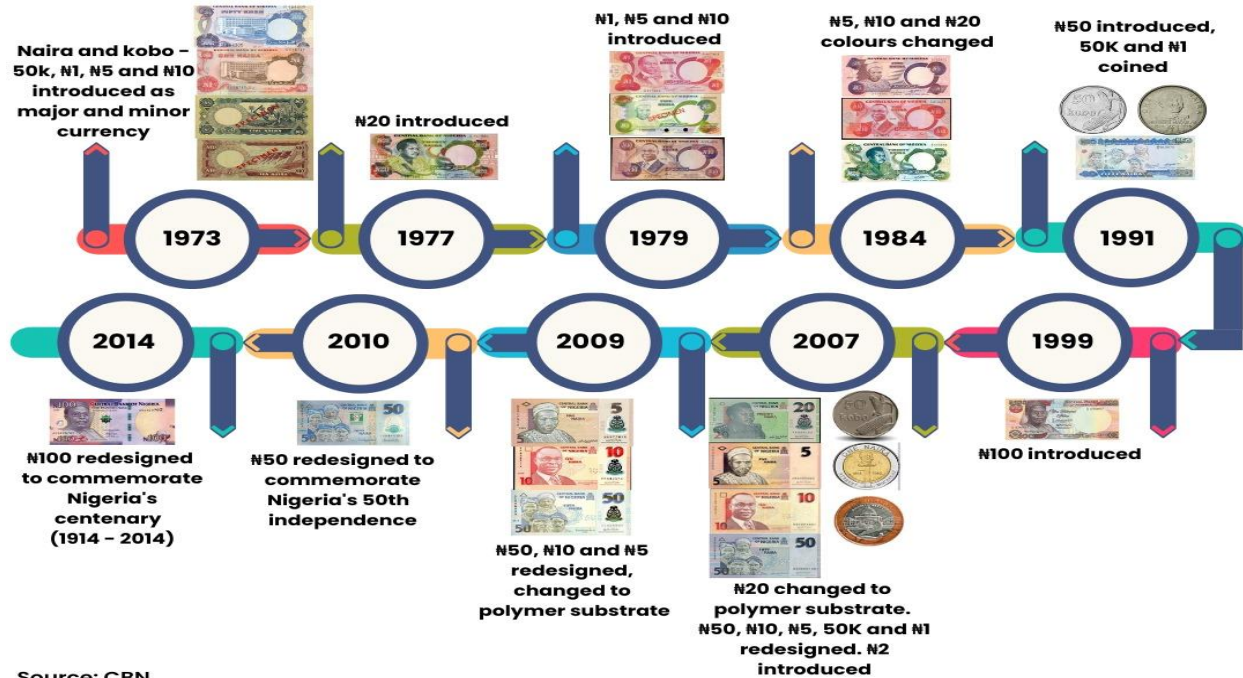 Naira and kobo –
50k, ₦1, ₦5 and ₦10
introduced as
major and minor
currency
₦20 introduced
₦1, ₦5 and ₦10
introduced
₦5, ₦10 and ₦20
colours changed
₦50 introduced,
50K and ₦1
coined
1973
1977
1979
1984
1991
2014
2010
2009
2007
1999
₦100 redesigned
to commemorate
Nigeria's
centenary
(1914 – 2014)
₦50 redesigned to
commemorate
Nigeria's 50th
independence
₦50, ₦10 and ₦5
redesigned,
changed to
polymer substrate
₦20 changed to
polymer substrate.
₦50, ₦10, ₦5, 50K and ₦1
redesigned. ₦2
introduced
₦100 introduced
Source: CBN